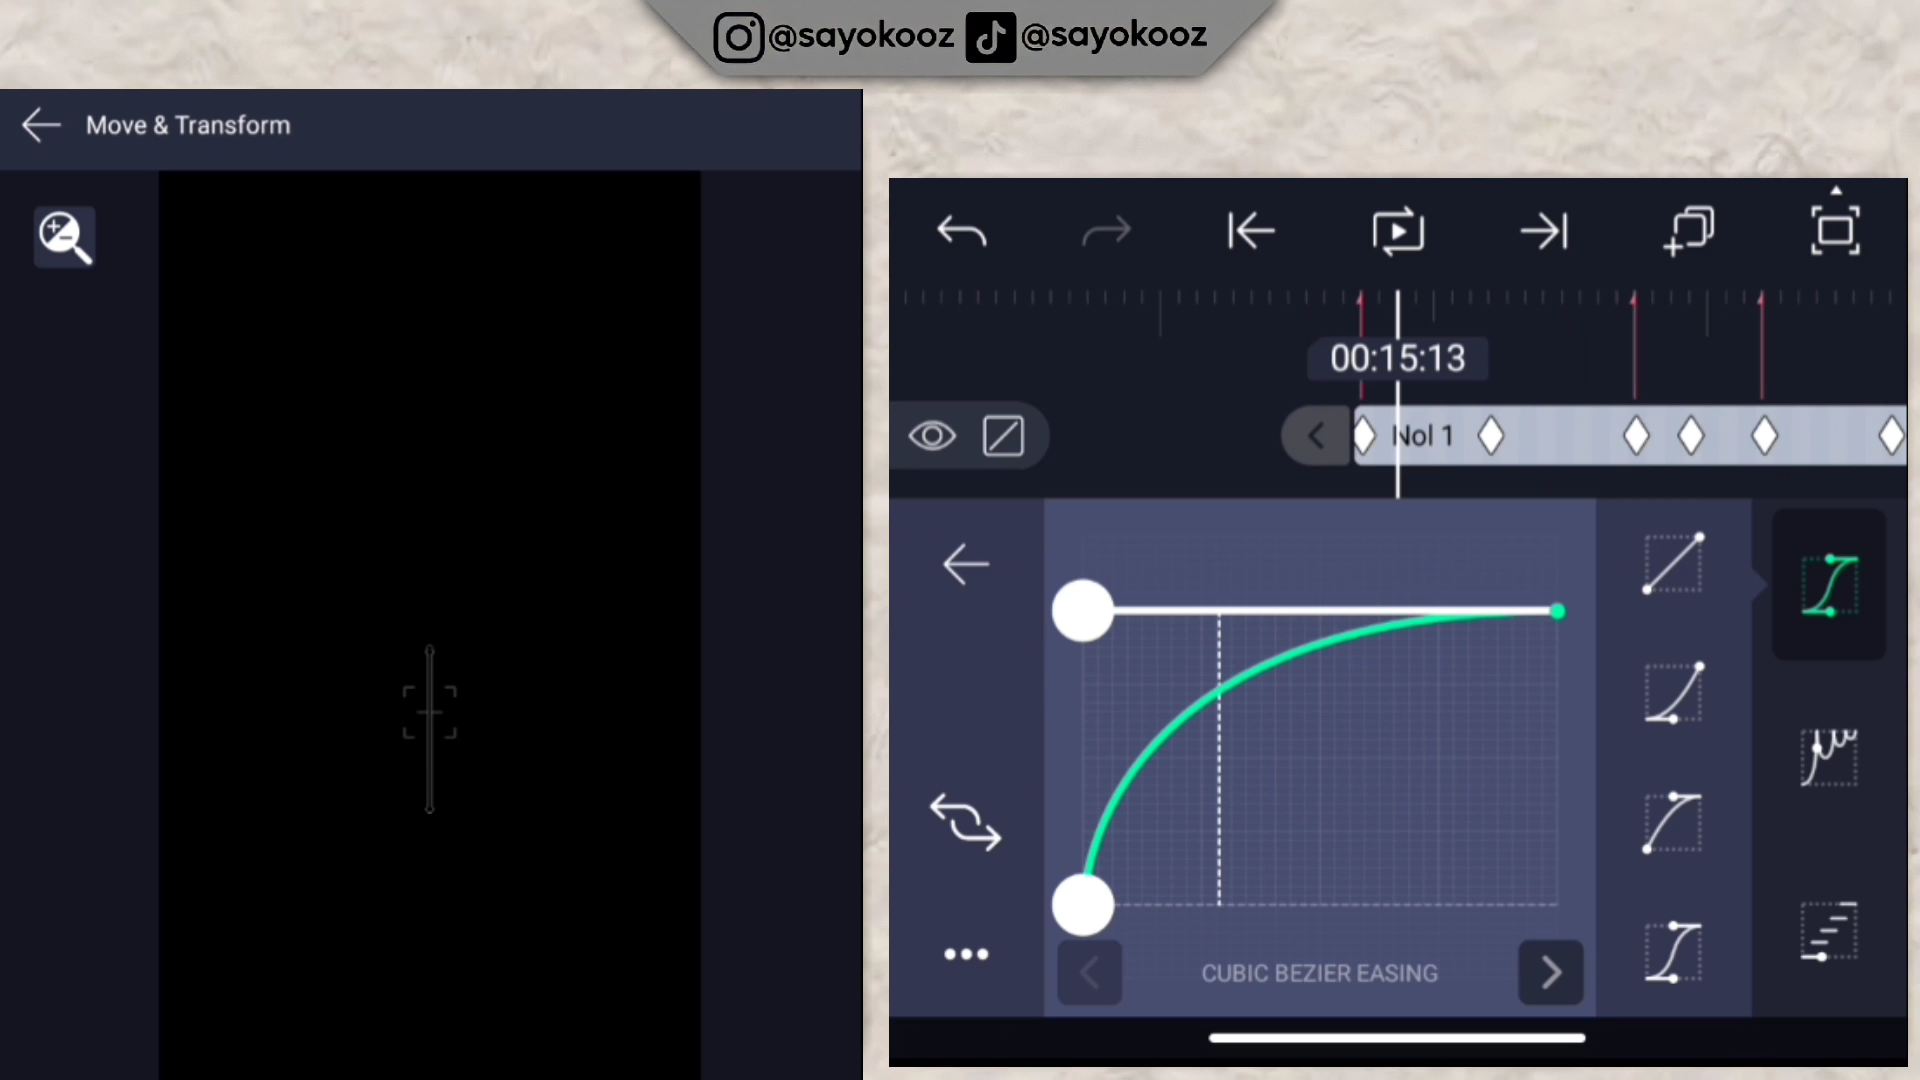 @sayokooz @sayokooz
Move & Transform
00:15:13
Nol 1
CUBIC BEZIER EASING